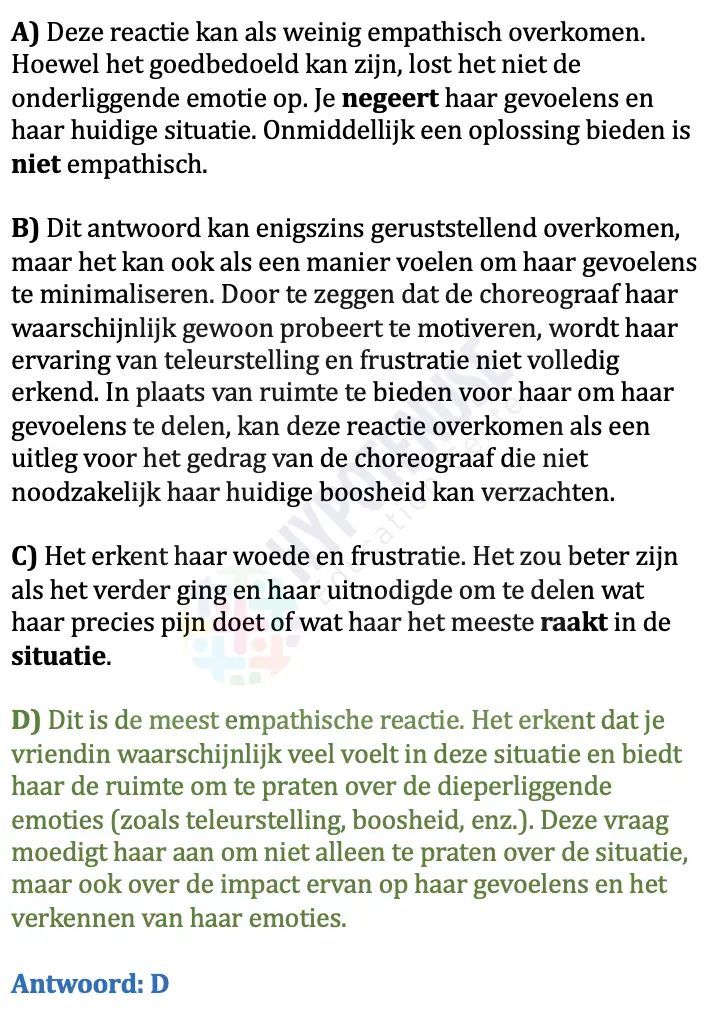 A) Deze reactie kan als weinig empathisch overkomen.
Hoewel het goedbedoeld kan zijn, lost het niet de
onderliggende emotie op. Je negeert haar gevoelens en
haar huidige situatie. Onmiddellijk een oplossing bieden is
niet empathisch.
B) Dit antwoord kan enigszins geruststellend overkomen,
maar het kan ook als een manier voelen om haar gevoelens
te minimaliseren. Door te zeggen dat de choreograaf haar
waarschijnlijk gewoon probeert te motiveren, wordt haar
ervaring van teleurstelling en frustratie niet volledig
erkend. In plaats van ruimte te bieden voor haar om haar
gevoelens te delen, kan deze reactie overkomen als een
uitleg voor het gedrag van de choreograaf die niet
noodzakelijk haar huidige boosheid kan verzachten.
C) Het erkent haar woede en frustratie. Het zou beter zijn
als het verder ging en haar uitnodigde om te delen wat
haar precies pijn doet of wat haar het meeste raakt in de
situatie.
D) Dit is de meest empathische reactie. Het erkent dat je
vriendin waarschijnlijk veel voelt in deze situatie en biedt
haar de ruimte om te praten over de dieperliggende
emoties (zoals teleurstelling, boosheid, enz.). Deze vraag
moedigt haar aan om niet alleen te praten over de situatie,
maar ook over de impact ervan op haar gevoelens en het
verkennen van haar emoties.
Antwoord: D
HYPOTENUSE
Education